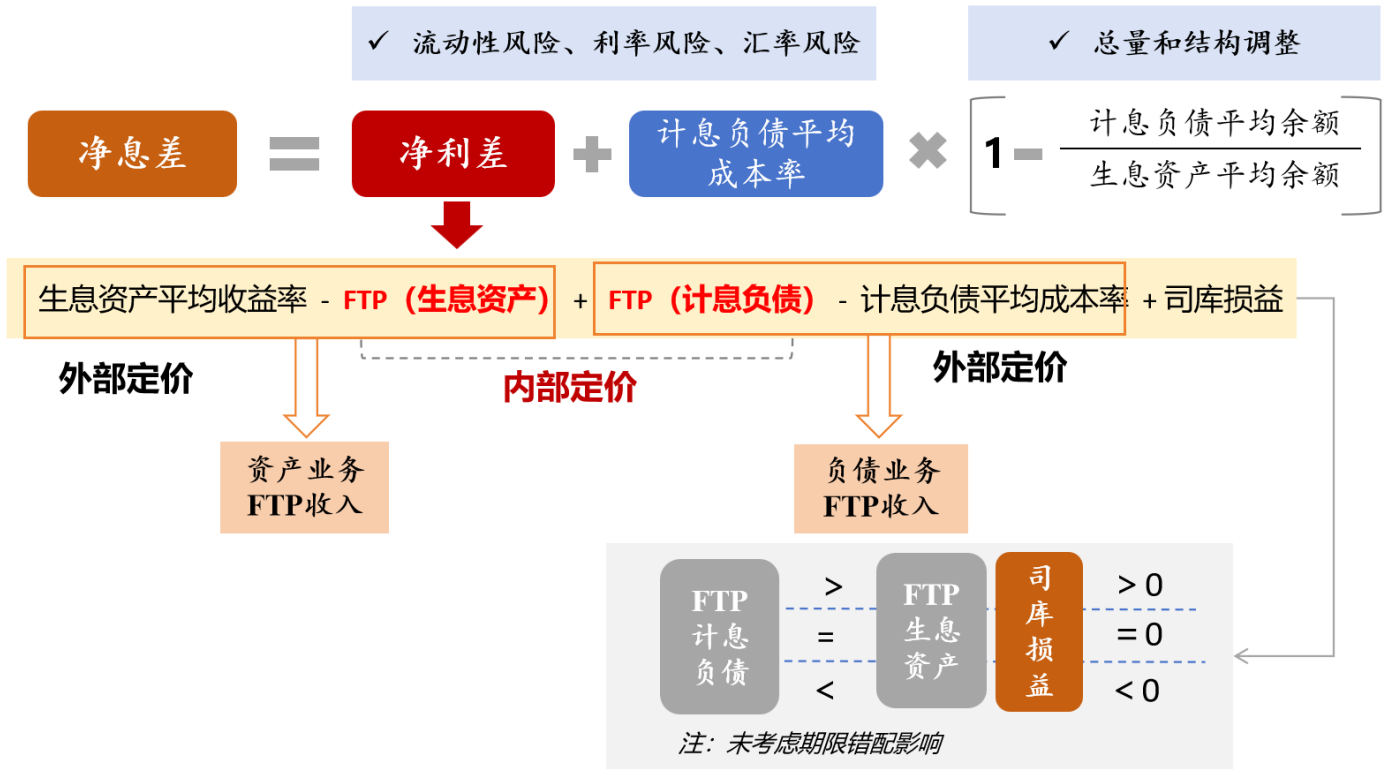 ✓ 流动性风险、利率风险、汇率风险
✓ 总量和结构调整
净息差 = 净利差 + 计息负债平均
成本率 × [1 - 计息负债平均余额
生息资产平均余额]
生息资产平均收益率 - FTP（生息资产） + FTP（计息负债） - 计息负债平均成本率 + 司库损益
外部定价
内部定价
外部定价
资产业务
FTP收入
负债业务
FTP收入
FTP
计息
负债
>
=
<
FTP
生息
资产
司
库
损
益
> 0
= 0
< 0
注：未考虑期限错配影响